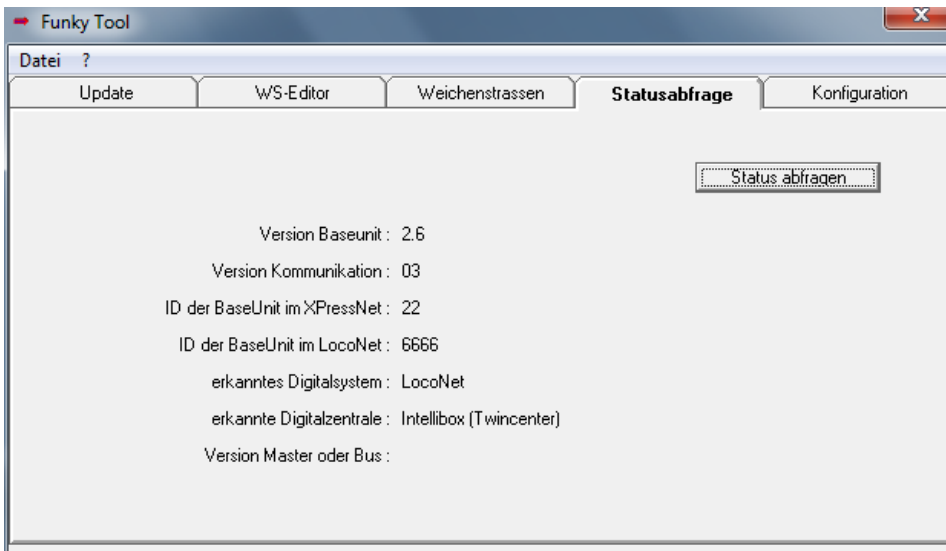 Funky Tool
Datei ?
Update WS-Editor Weichenstrassen Statusabfrage Konfiguration
Status abfragen
Version Baseunit : 2.6
Version Kommunikation : 03
ID der BaseUnit im XPressNet : 22
ID der BaseUnit im LocoNet : 6666
erkanntes Digitalsystem : LocoNet
erkannte Digitalzentrale : Intellibox (Twincenter)
Version Master oder Bus :